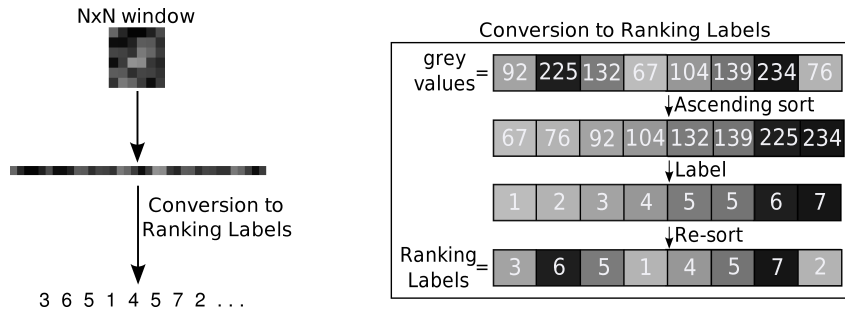 NxN window
Conversion to
Ranking Labels
3 6 5 1 4 5 7 2 ...
Conversion to Ranking Labels
grey
values = 92 225 132 67 104 139 234 76
Ascending sort
67 76 92 104 132 139 225 234
Label
1 2 3 4 5 5 6 7
Re-sort
Ranking
Labels = 3 6 5 1 4 5 7 2